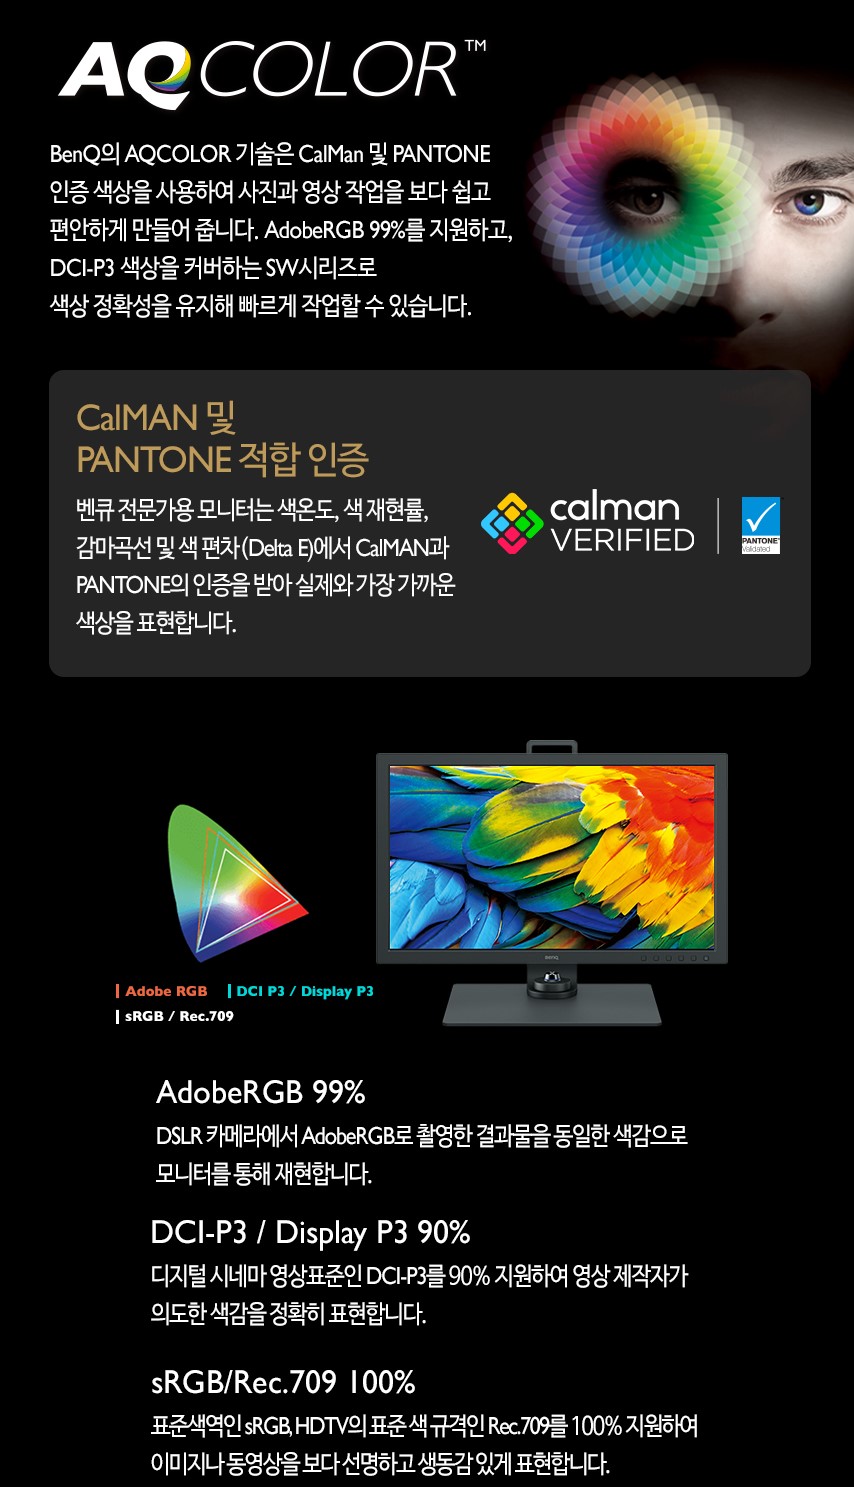 AQCOLOR™
BenQ의 AQCOLOR 기술은 CalMan 및 PANTONE
인증 색상을 사용하여 사진과 영상 작업을 보다 쉽고
편안하게 만들어 줍니다. AdobeRGB 99%를 지원하고,
DCI-P3 색상을 커버하는 SW시리즈로
색상 정확성을 유지해 빠르게 작업할 수 있습니다.
CalMAN 및
PANTONE 적합 인증
벤큐 전문가용 모니터는 색온도, 색 재현률,
감마곡선 및 색 편차(Delta E)에서 CalMAN과
PANTONE의 인증을 받아 실제와 가장 가까운
색상을 표현합니다.
calman
VERIFIED
PANTONE®
Validated
BenQ
Adobe RGB DCI P3 / Display P3
sRGB / Rec.709
AdobeRGB 99%
DSLR 카메라에서 AdobeRGB로 촬영한 결과물을 동일한 색감으로
모니터를 통해 재현합니다.
DCI-P3 / Display P3 90%
디지털 시네마 영상표준인 DCI-P3를 90% 지원하여 영상 제작자가
의도한 색감을 정확히 표현합니다.
sRGB/Rec.709 100%
표준색역인 sRGB, HDTV의 표준 색 규격인 Rec.709를 100% 지원하여
이미지나 동영상을 보다 선명하고 생동감 있게 표현합니다.